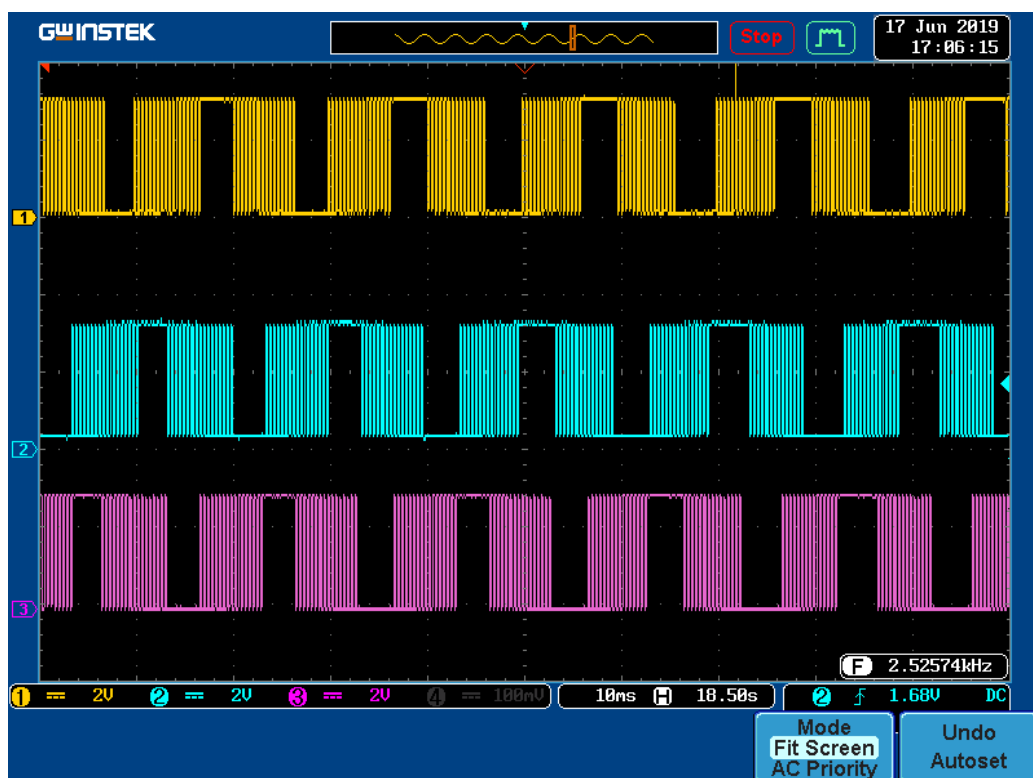 GWINSTEK
Stop
17 Jun 2019
17:06:15
1
2
3
F 2.52574kHz
1 2V 2 2V 3 2V 4 100mV 10ms H 18.50s 2 1.68V DC
Mode
Fit Screen
AC Priority
Undo
Autoset